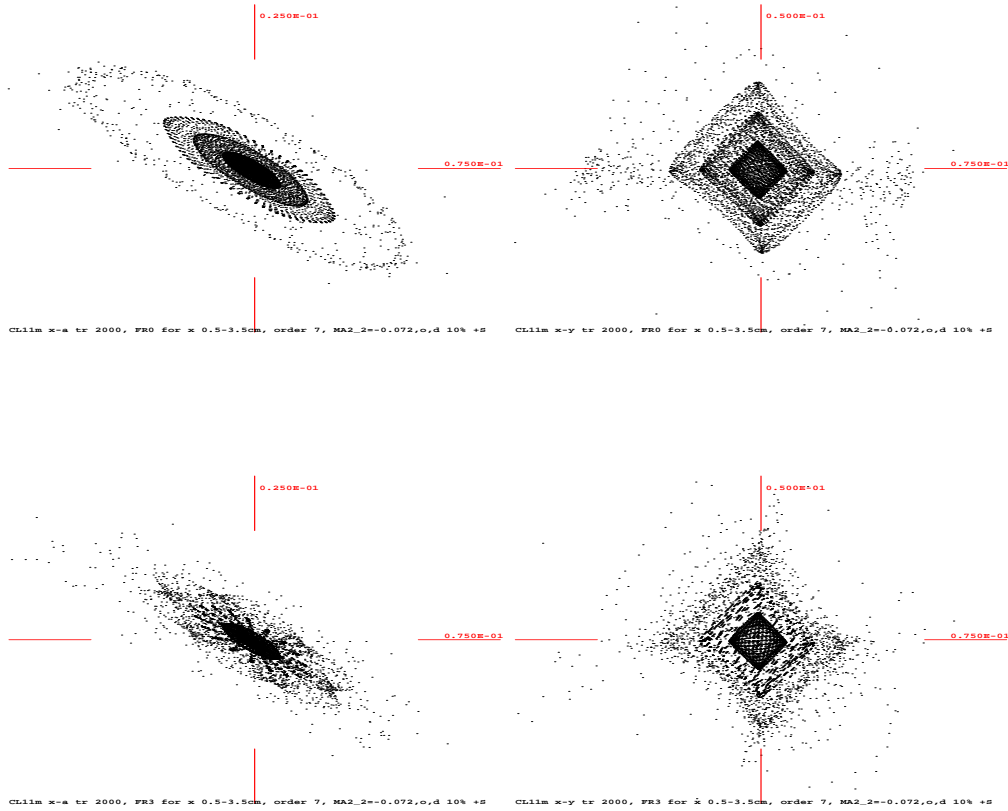 0.250E-01
0.500E-01
0.750E-01
0.750E-01
CL11m x-a tr 2000, FR0 for x 0.5-3.5cm, order 7, MA2_2=-0.072,o,d 10% +S
CL11m x-y tr 2000, FR0 for x 0.5-3.5cm, order 7, MA2_2=-0.072,o,d 10% +S
0.250E-01
0.500E-01
0.750E-01
0.750E-01
CL11m x-a tr 2000, FR3 for x 0.5-3.5cm, order 7, MA2_2=-0.072,o,d 10% +S
CL11m x-y tr 2000, FR3 for x 0.5-3.5cm, order 7, MA2_2=-0.072,o,d 10% +S